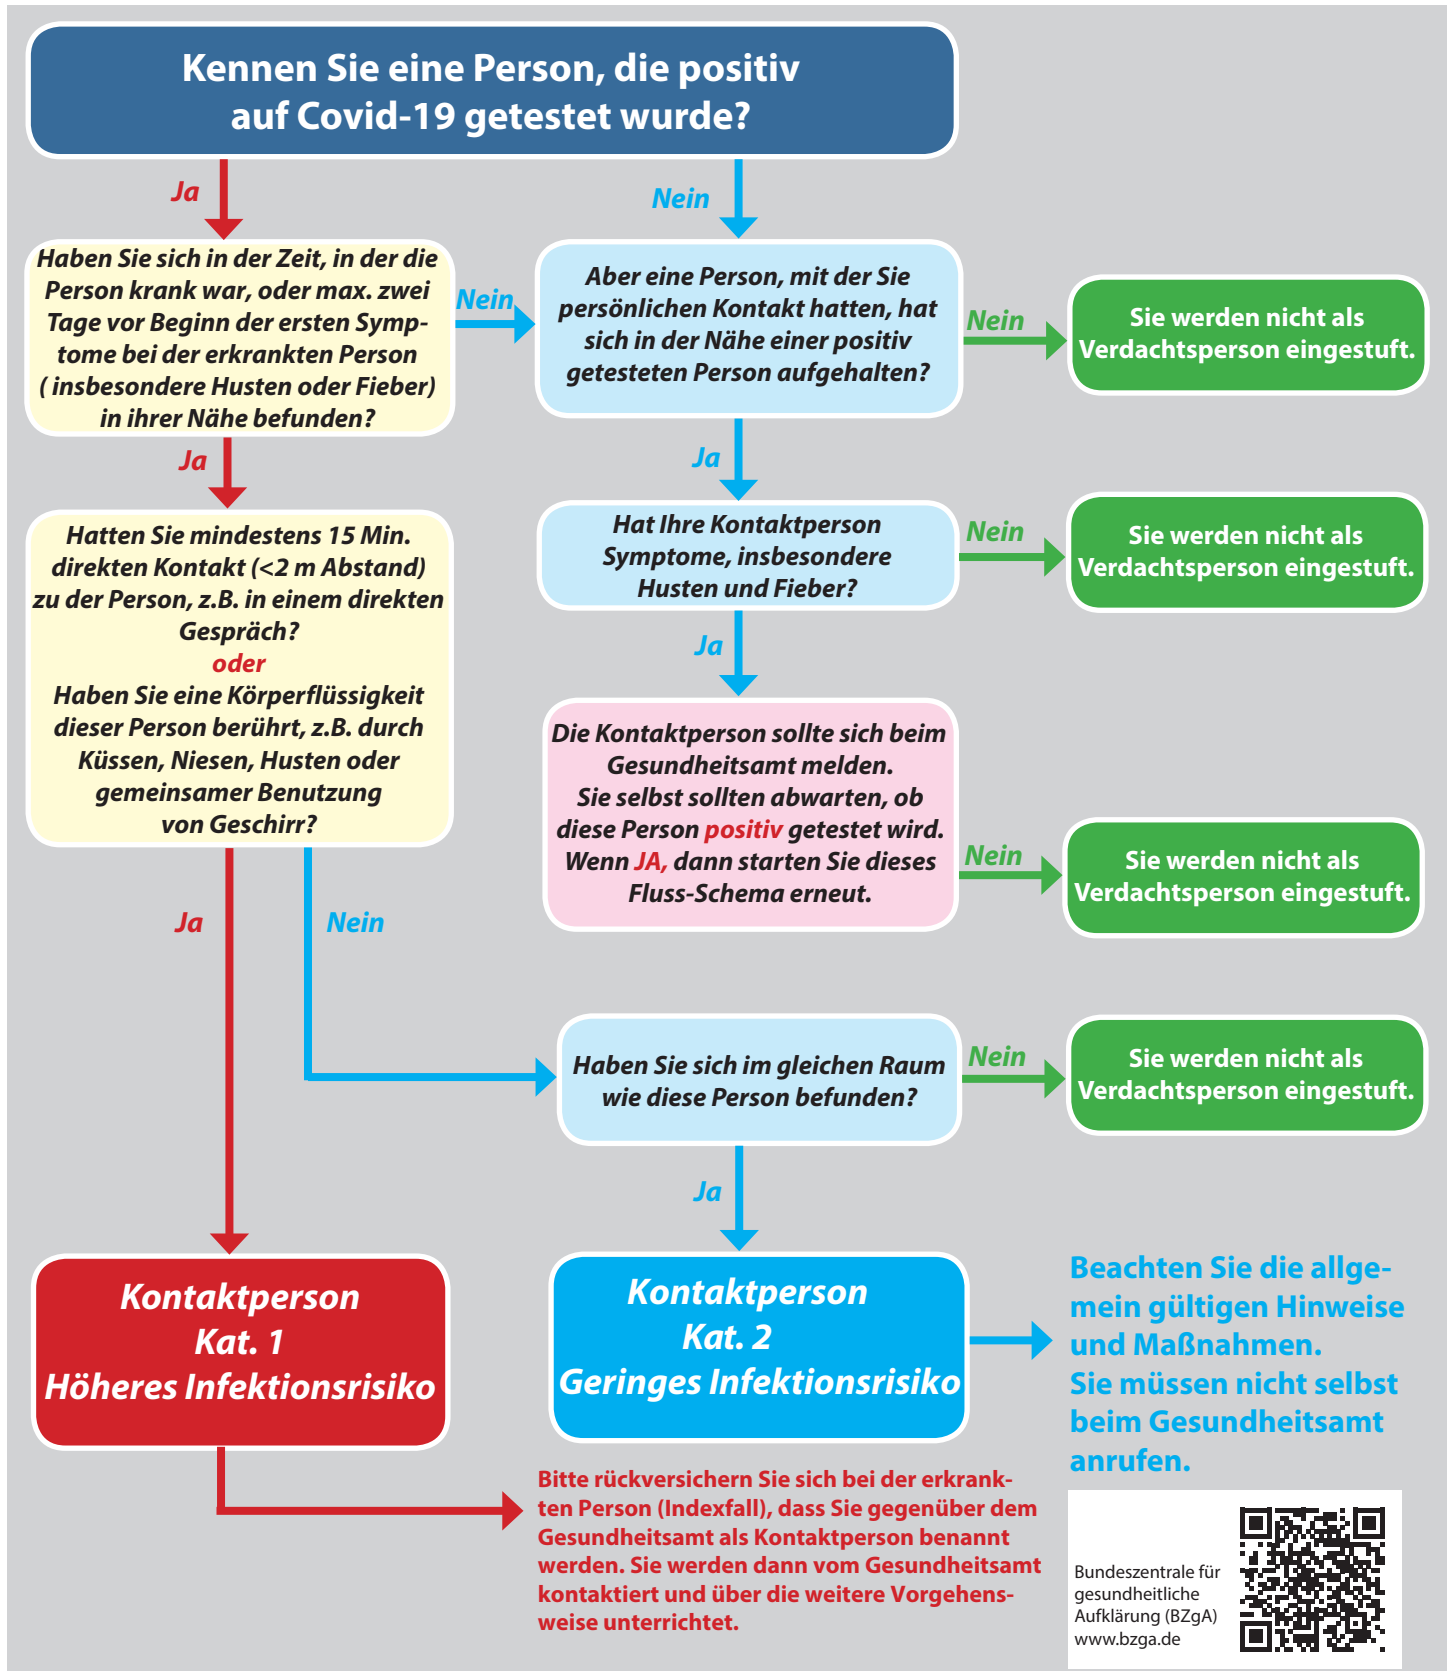 Kennen Sie eine Person, die positiv
auf Covid-19 getestet wurde?
Ja
Nein
Haben Sie sich in der Zeit, in der die
Person krank war, oder max. zwei
Tage vor Beginn der ersten Symp-
tome bei der erkrankten Person
( insbesondere Husten oder Fieber)
in ihrer Nähe befunden?
Nein
Aber eine Person, mit der Sie
persönlichen Kontakt hatten, hat
sich in der Nähe einer positiv
getesteten Person aufgehalten?
Nein
Sie werden nicht als
Verdachtsperson eingestuft.
Ja
Ja
Hatten Sie mindestens 15 Min.
direkten Kontakt (<2 m Abstand)
zu der Person, z.B. in einem direkten
Gespräch?
oder
Haben Sie eine Körperflüssigkeit
dieser Person berührt, z.B. durch
Küssen, Niesen, Husten oder
gemeinsamer Benutzung
von Geschirr?
Hat Ihre Kontaktperson
Symptome, insbesondere
Husten und Fieber?
Nein
Sie werden nicht als
Verdachtsperson eingestuft.
Ja
Die Kontaktperson sollte sich beim
Gesundheitsamt melden.
Sie selbst sollten abwarten, ob
diese Person positiv getestet wird.
Wenn JA, dann starten Sie dieses
Fluss-Schema erneut.
Nein
Sie werden nicht als
Verdachtsperson eingestuft.
Ja
Nein
Haben Sie sich im gleichen Raum
wie diese Person befunden?
Nein
Sie werden nicht als
Verdachtsperson eingestuft.
Ja
Kontaktperson
Kat. 1
Höheres Infektionsrisiko
Kontaktperson
Kat. 2
Geringes Infektionsrisiko
Beachten Sie die allge-
mein gültigen Hinweise
und Maßnahmen.
Sie müssen nicht selbst
beim Gesundheitsamt
anrufen.
Bitte rückversichern Sie sich bei der erkrank-
ten Person (Indexfall), dass Sie gegenüber dem
Gesundheitsamt als Kontaktperson benannt
werden. Sie werden dann vom Gesundheitsamt
kontaktiert und über die weitere Vorgehens-
weise unterrichtet.
Bundeszentrale für
gesundheitliche
Aufklärung (BZgA)
www.bzga.de